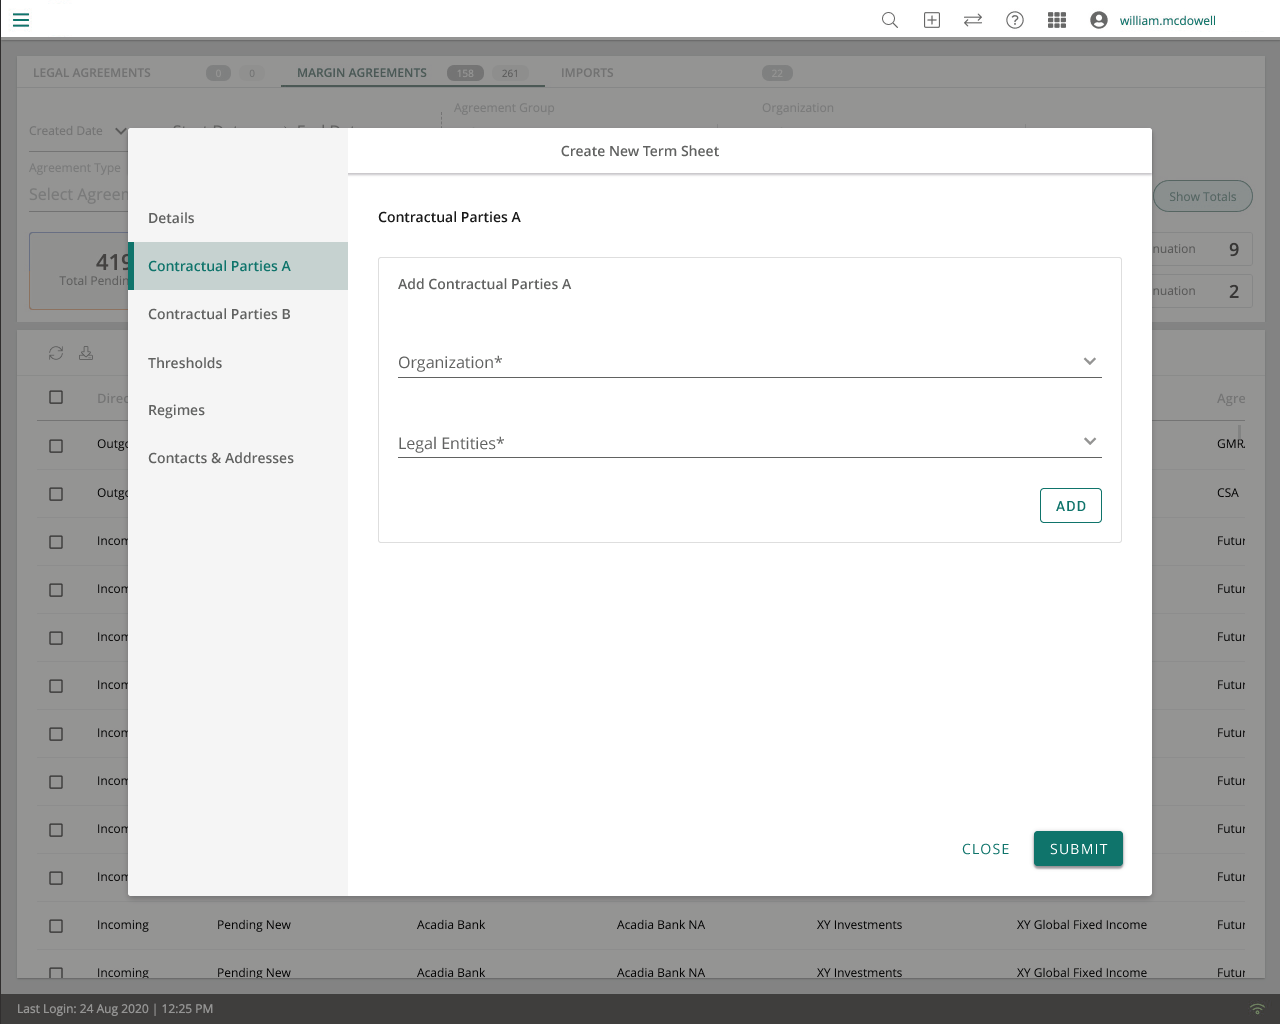 william.mcdowell
LEGAL AGREEMENTS 0 0 MARGIN AGREEMENTS 158 261 IMPORTS 22
Agreement Group Organization
Created Date
Agreement Type
Select Agreem
Show Totals
419
Total Pendin
nuation 9
nuation 2
Create New Term Sheet
Details
Contractual Parties A
Contractual Parties B
Thresholds
Regimes
Contacts & Addresses
Contractual Parties A
Add Contractual Parties A
Organization*
Legal Entities*
ADD
CLOSE SUBMIT
Direc Agre
Outgo GMR
Outgo CSA
Incom Futur
Incom Futur
Incom Futur
Incom Futur
Incom Futur
Incom Futur
Incom Futur
Incom Futur
Incoming Pending New Acadia Bank Acadia Bank NA XY Investments XY Global Fixed Income Futur
Incoming Pending New Acadia Bank Acadia Bank NA XY Investments XY Global Fixed Income Futur
Last Login: 24 Aug 2020 | 12:25 PM